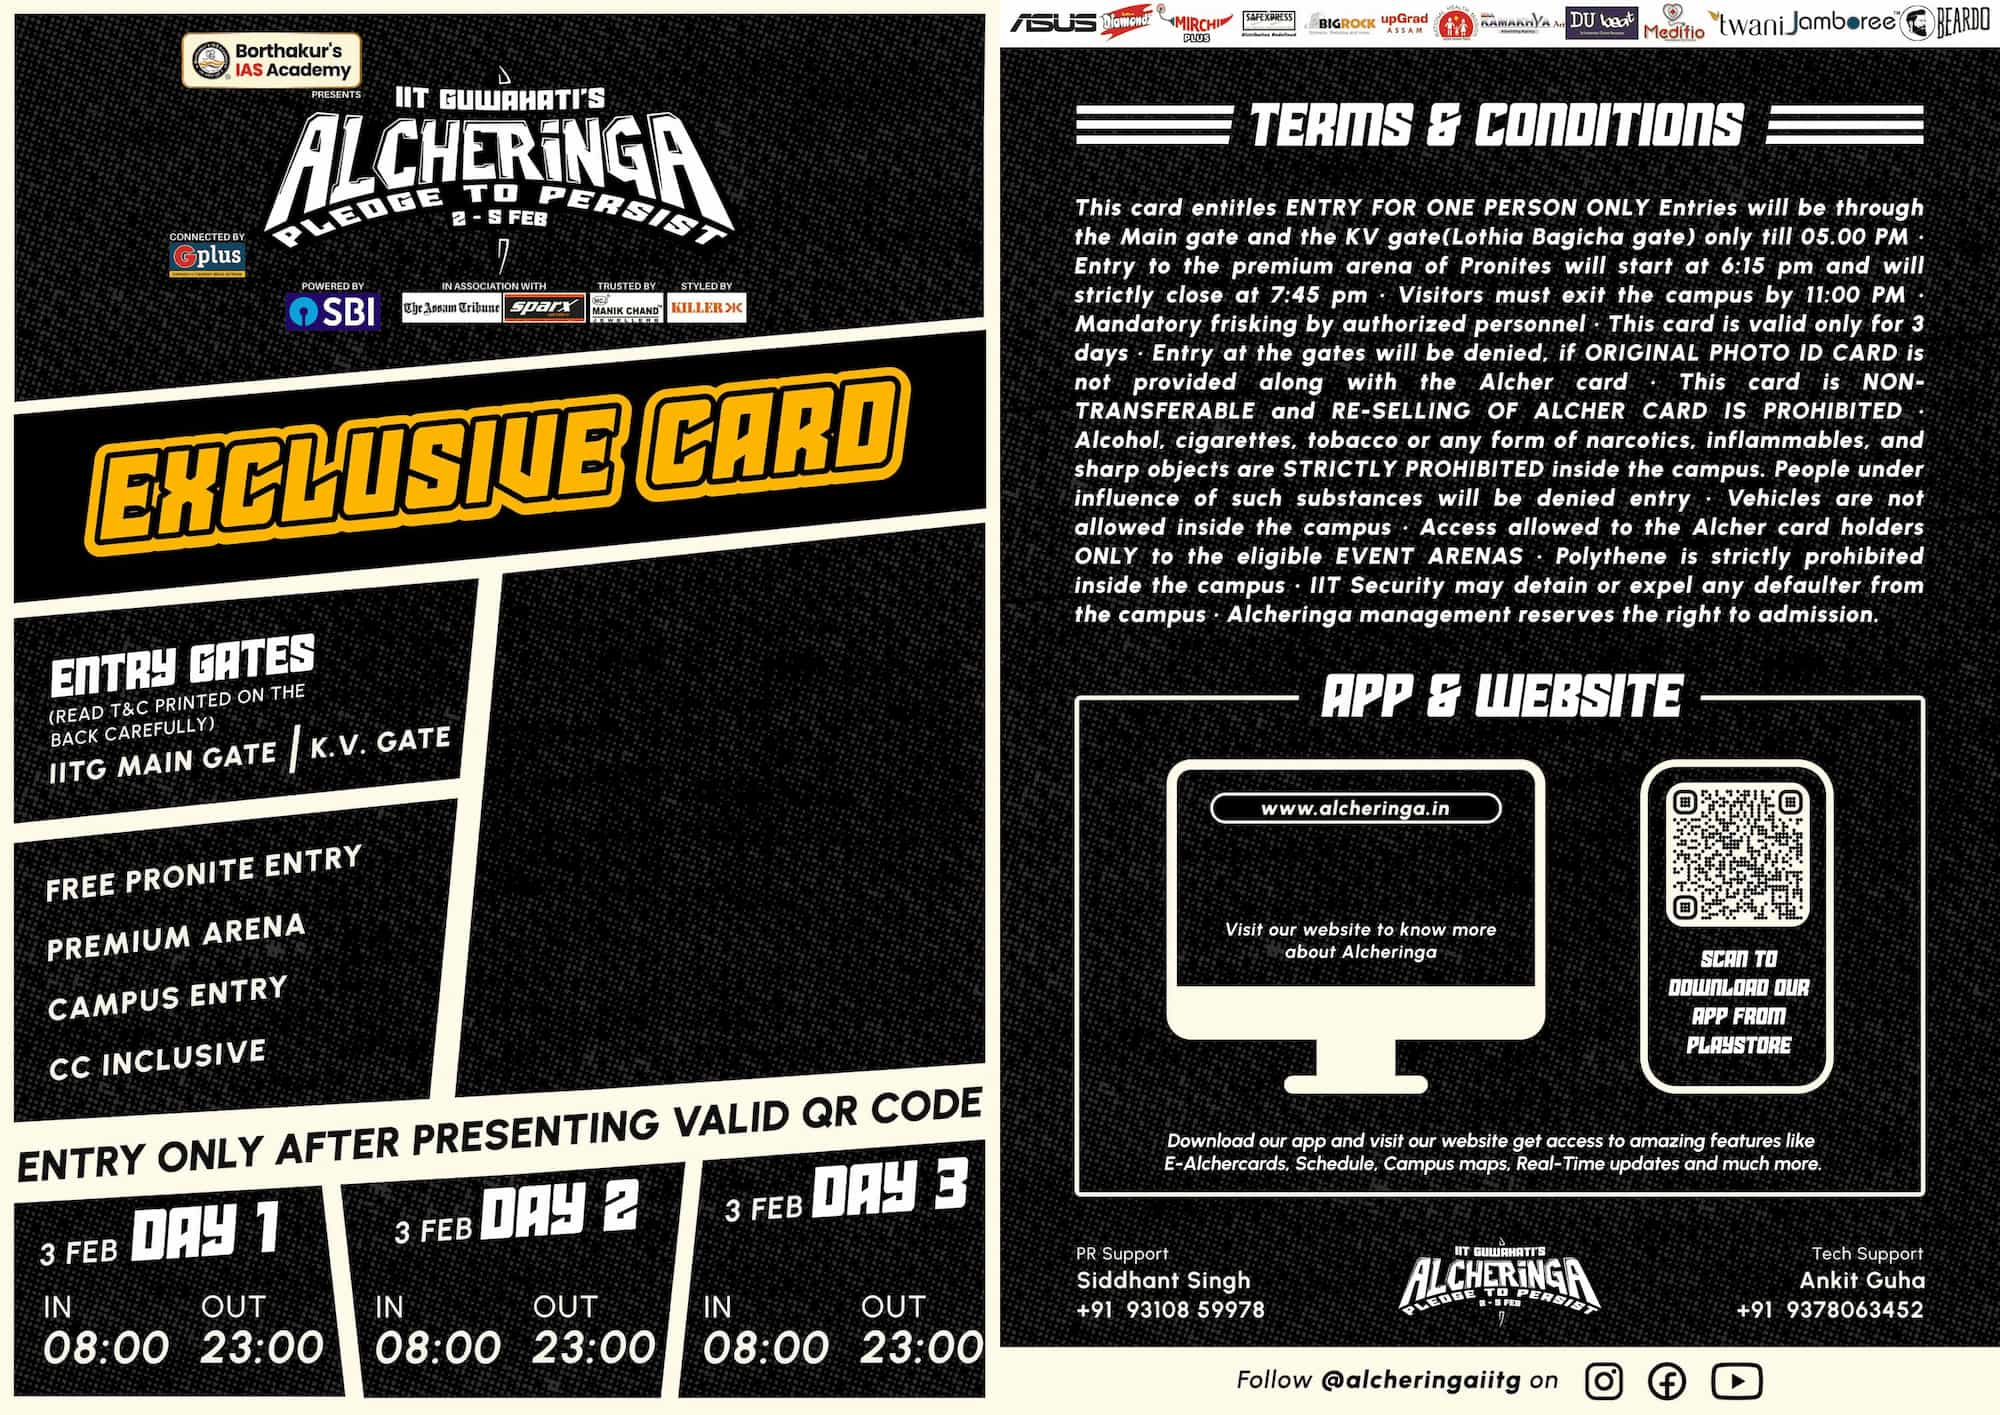 Borthakur's
IAS Academy
PRESENTS
IIT GUWAHATI'S
ALCHERiNGA
PLEDGE TO PERSIST
2 - 5 FEB
CONNECTED BY
Gplus
POWERED BY
SBI
IN ASSOCIATION WITH
The Assam Tribune
sparx
TRUSTED BY
MCJ
MANIK CHAND
JEWELLERS
STYLED BY
KILLER
EXCLUSIVE CARD
ENTRY GATES
(READ T&C PRINTED ON THE
BACK CAREFULLY)
IITG MAIN GATE | K.V. GATE
FREE PRONITE ENTRY
PREMIUM ARENA
CAMPUS ENTRY
CC INCLUSIVE
ENTRY ONLY AFTER PRESENTING VALID QR CODE
3 FEB DAY 1
IN OUT
08:00 23:00
3 FEB DAY 2
IN OUT
08:00 23:00
3 FEB DAY 3
IN OUT
08:00 23:00
ASUS Diamond MIRCHI PLUS SAFEXPRESS BIGROCK upGrad ASSAM KAMAKHYA DU beat Medifio twani Jamboree BEARDO
TERMS & CONDITIONS
This card entitles ENTRY FOR ONE PERSON ONLY Entries will be through
the Main gate and the KV gate(Lothia Bagicha gate) only till 05.00 PM ·
Entry to the premium arena of Pronites will start at 6:15 pm and will
strictly close at 7:45 pm · Visitors must exit the campus by 11:00 PM ·
Mandatory frisking by authorized personnel · This card is valid only for 3
days · Entry at the gates will be denied, if ORIGINAL PHOTO ID CARD is
not provided along with the Alcher card · This card is NON-
TRANSFERABLE and RE-SELLING OF ALCHER CARD IS PROHIBITED ·
Alcohol, cigarettes, tobacco or any form of narcotics, inflammables, and
sharp objects are STRICTLY PROHIBITED inside the campus. People under
influence of such substances will be denied entry · Vehicles are not
allowed inside the campus · Access allowed to the Alcher card holders
ONLY to the eligible EVENT ARENAS · Polythene is strictly prohibited
inside the campus · IIT Security may detain or expel any defaulter from
the campus · Alcheringa management reserves the right to admission.
APP & WEBSITE
www.alcheringa.in
Visit our website to know more
about Alcheringa
SCAN TO
DOWNLOAD OUR
APP FROM
PLAYSTORE
Download our app and visit our website get access to amazing features like
E-Alchercards, Schedule, Campus maps, Real-Time updates and much more.
PR Support
Siddhant Singh
+91 93108 59978
IIT GUWAHATI'S
ALCHERiNGA
PLEDGE TO PERSIST
2 - 5 FEB
Tech Support
Ankit Guha
+91 9378063452
Follow @alcheringaiitg on